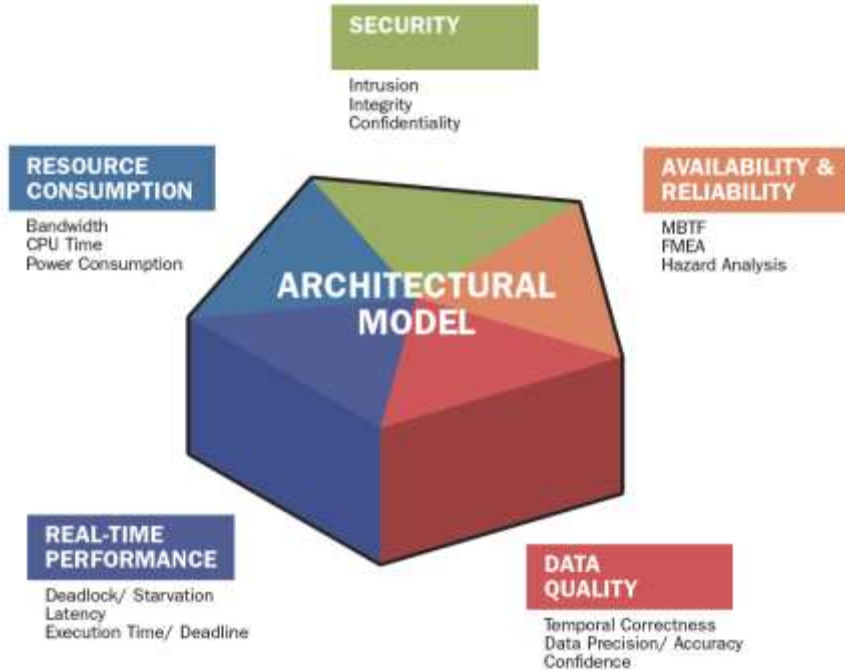 SECURITY
Intrusion
Integrity
Confidentiality
RESOURCE
CONSUMPTION
Bandwidth
CPU Time
Power Consumption
AVAILABILITY &
RELIABILITY
MBTF
FMEA
Hazard Analysis
ARCHITECTURAL
MODEL
REAL-TIME
PERFORMANCE
Deadlock/ Starvation
Latency
Execution Time/ Deadline
DATA
QUALITY
Temporal Correctness
Data Precision/ Accuracy
Confidence